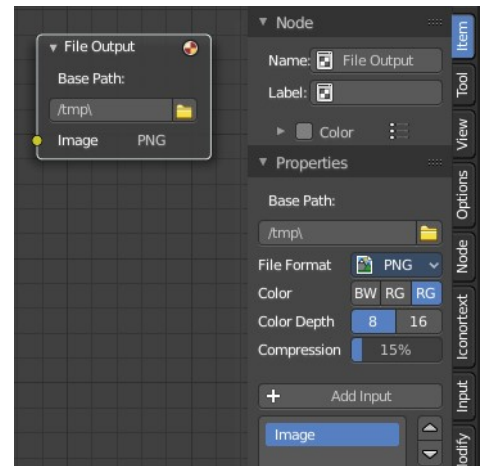 File Output
Base Path:
/tmp\
Image PNG
Node
Name: File Output
Label:
Color
Properties
Base Path:
/tmp\
File Format PNG
Color BW RG RG
Color Depth 8 16
Compression 15%
Add Input
Image
Item
Tool
View
Options
Node
Iconortext
Input